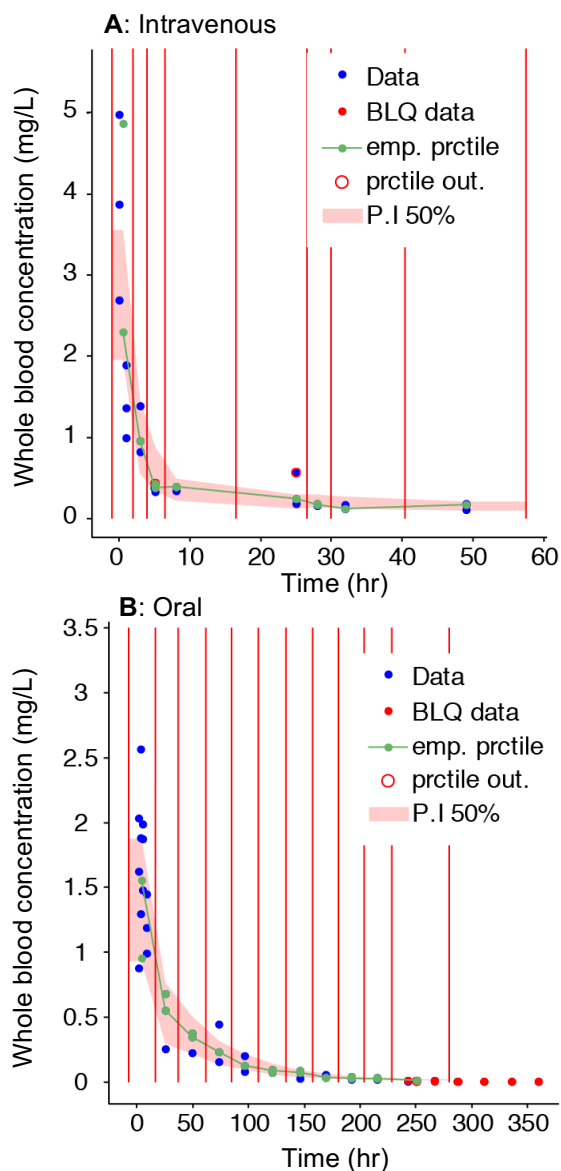 A: Intravenous
Whole blood concentration (mg/L)
5
4
3
2
1
0
Data
BLQ data
emp. prctile
prctile out.
P.I 50%
0 10 20 30 40 50 60
Time (hr)
B: Oral
Whole blood concentration (mg/L)
3.5
3
2.5
2
1.5
1
0.5
0
Data
BLQ data
emp. prctile
prctile out.
P.I 50%
0 50 100 150 200 250 300 350
Time (hr)